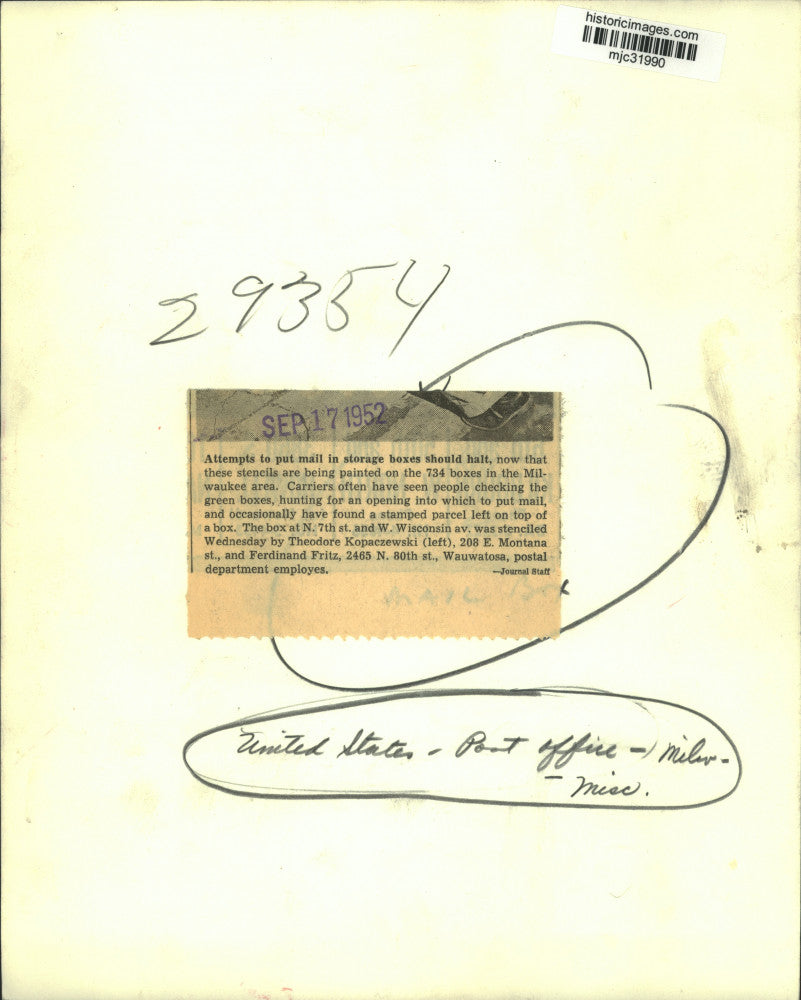 historicimages.com
mjc31990
29354
SEP 17 1952
Attempts to put mail in storage boxes should halt, now that
these stencils are being painted on the 734 boxes in the Mil-
waukee area. Carriers often have seen people checking the
green boxes, hunting for an opening into which to put mail,
and occasionally have found a stamped parcel left on top of
a box. The box at N. 7th st. and W. Wisconsin av. was stenciled
Wednesday by Theodore Kopaczewski (left), 208 E. Montana
st., and Ferdinand Fritz, 2465 N. 80th st., Wauwatosa, postal
department employes.
—Journal Staff
Box
United States - Post office - Milw-
- Misc.